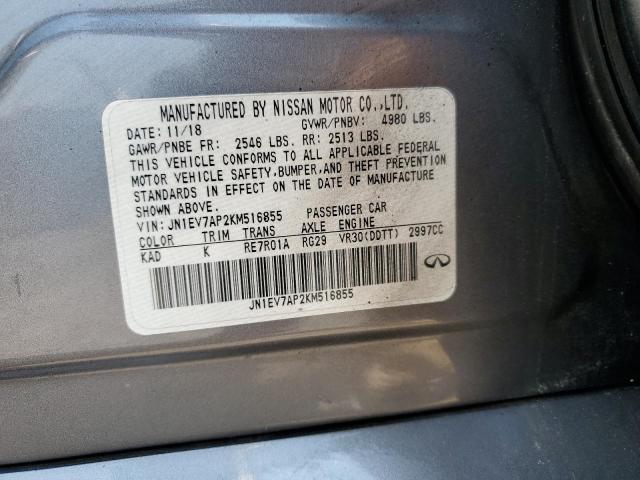 MANUFACTURED BY NISSAN MOTOR CO.,LTD.
DATE: 11/18 GVWR/PNBV: 4980 LBS.
GAWR/PNBE FR: 2546 LBS. RR: 2513 LBS.
THIS VEHICLE CONFORMS TO ALL APPLICABLE FEDERAL
MOTOR VEHICLE SAFETY,BUMPER,AND THEFT PREVENTION
STANDARDS IN EFFECT ON THE DATE OF MANUFACTURE
SHOWN ABOVE.
VIN: JN1EV7AP2KM516855 PASSENGER CAR
COLOR TRIM TRANS AXLE ENGINE
KAD K RE7R01A RG29 VR30(DDTT) 2997CC
JN1EV7AP2KM516855